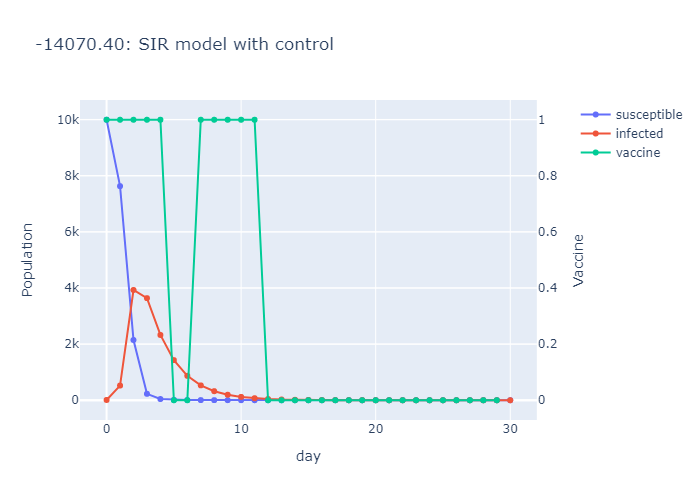 -14070.40: SIR model with control
susceptible
infected
vaccine
10k
8k
6k
4k
2k
0
Population
1
0.8
0.6
0.4
0.2
0
Vaccine
0
10
20
30
day